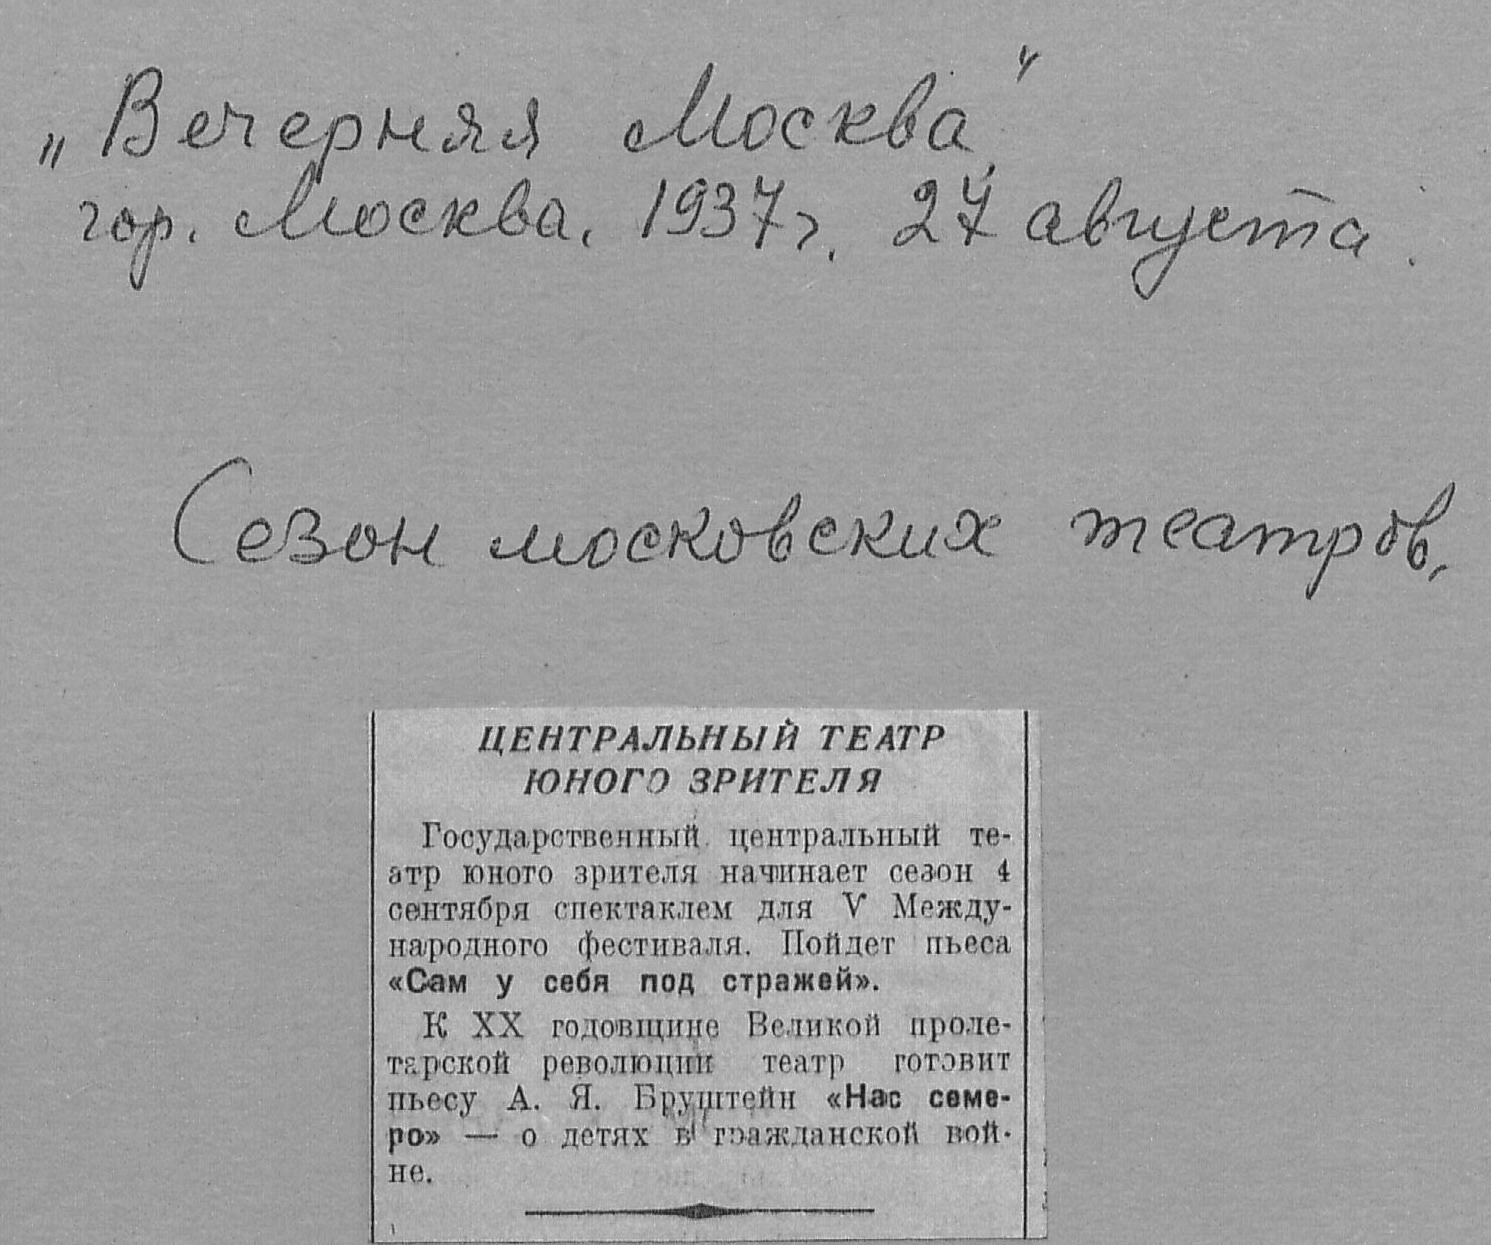 „Вечерняя Москва"
гор. Москва. 1937 г. 27 августа.
Сезон московских театров.
ЦЕНТРАЛЬНЫЙ ТЕАТР
ЮНОГО ЗРИТЕЛЯ
Государственный центральный те-
атр юного зрителя начинает сезон 4
сентября спектаклем для V Между-
народного фестиваля. Пойдет пьеса
«Сам у себя под стражей».
К XX годовщине Великой проле-
тарской революции театр готовит
пьесу А. Я. Бруштейн «Нас семе-
ро» — о детях в гражданской вой-
не.